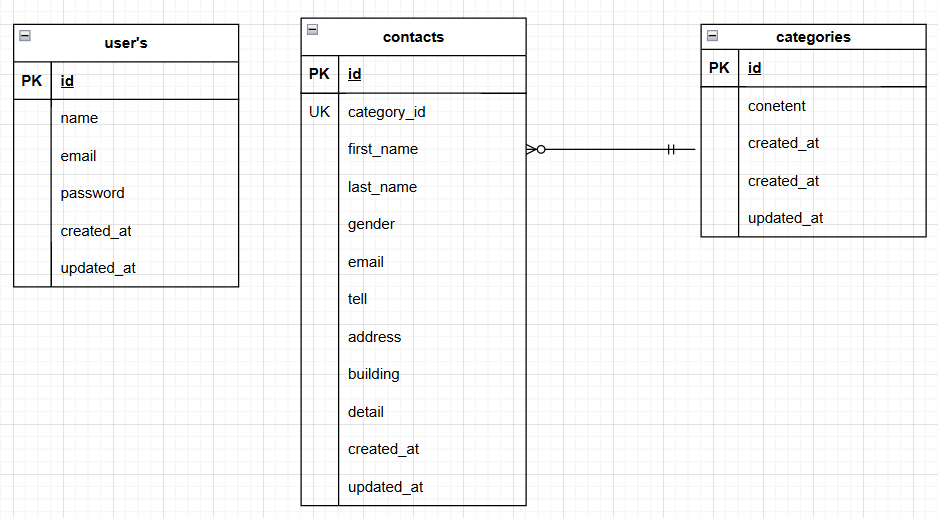 user's
PK id
name
email
password
created_at
updated_at
contacts
PK id
UK category_id
first_name
last_name
gender
email
tell
address
building
detail
created_at
updated_at
categories
PK id
conetent
created_at
created_at
updated_at